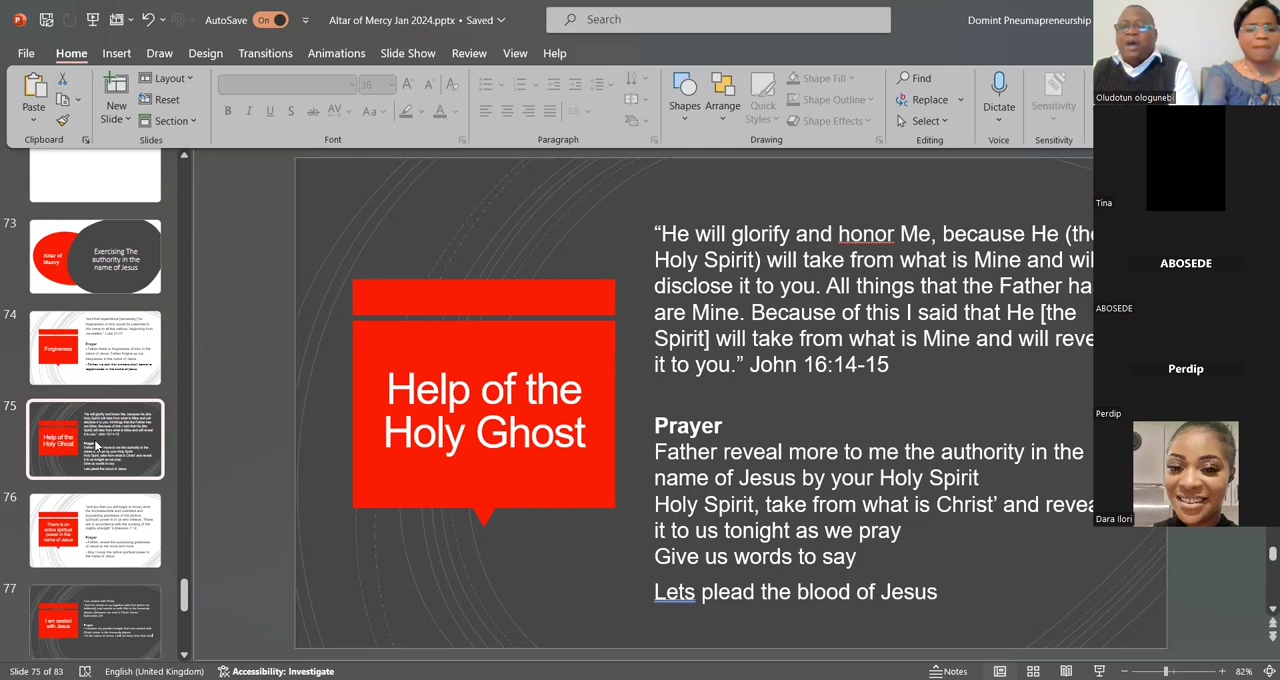 AutoSave On Altar of Mercy Jan 2024.pptx • Saved Search Domint Pneumapreneurship
File Home Insert Draw Design Transitions Animations Slide Show Review View Help
Paste New Slide Layout Reset Section
36
B I U S ab AV Aa A
Shapes Arrange Quick Styles Shape Fill Shape Outline Shape Effects
Find Replace Select Dictate Sensitivity
Clipboard Slides Font Paragraph Drawing Editing Voice Sensitivity
Oludotun ologunebi
Tina
ABOSEDE
ABOSEDE
Perdip
Perdip
Dara Ilori
73
Altar of Mercy
Exercising The
authority in the
name of Jesus
74
Forgiveness
Prayer
75
Help of the
Holy Ghost
76
There is an
active spiritual
power in the
name of Jesus
Prayer
77
I am seated
with Jesus
Help of the
Holy Ghost
“He will glorify and honor Me, because He (the
Holy Spirit) will take from what is Mine and wil
disclose it to you. All things that the Father ha
are Mine. Because of this I said that He [the
Spirit] will take from what is Mine and will reve
it to you.” John 16:14-15
Prayer
Father reveal more to me the authority in the
name of Jesus by your Holy Spirit
Holy Spirit, take from what is Christ’ and revea
it to us tonight as we pray
Give us words to say
Lets plead the blood of Jesus
Slide 75 of 83 English (United Kingdom) Accessibility: Investigate Notes 82%